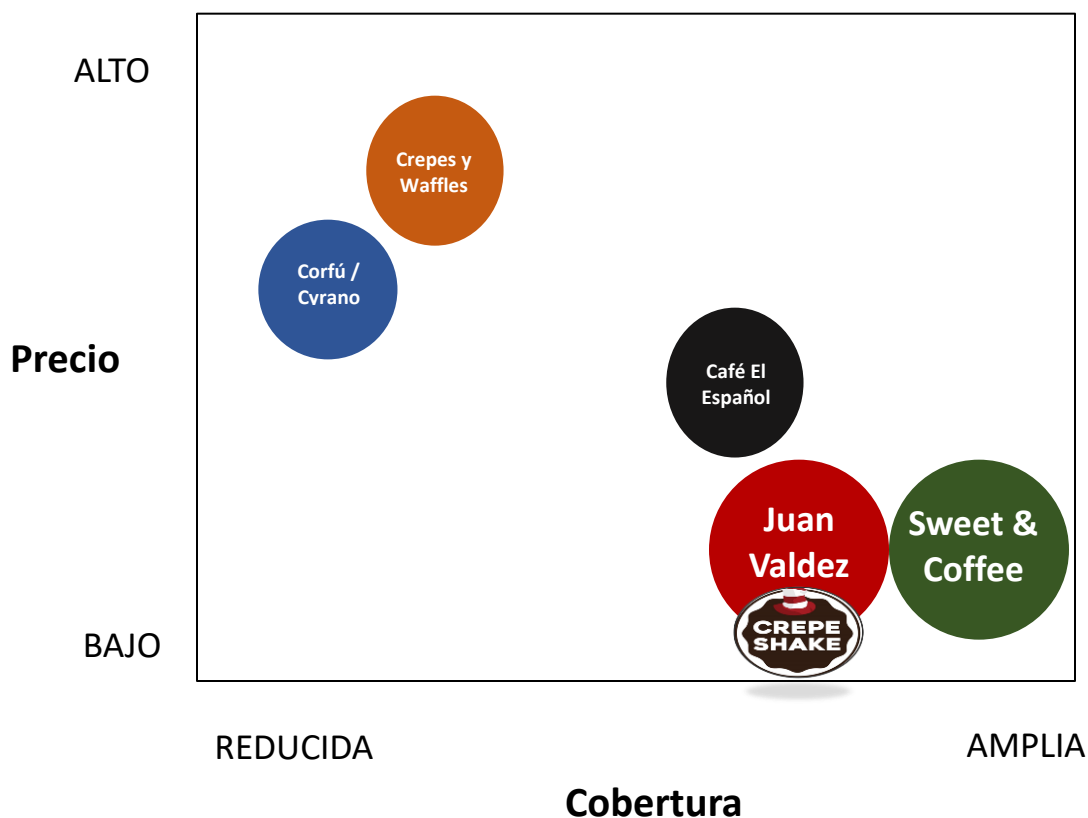 ALTO
Crepes y
Waffles
Corfú /
Cyrano
Precio
Café El
Español
Juan
Valdez
Sweet &
Coffee
CREPE
SHAKE
BAJO
REDUCIDA
AMPLIA
Cobertura